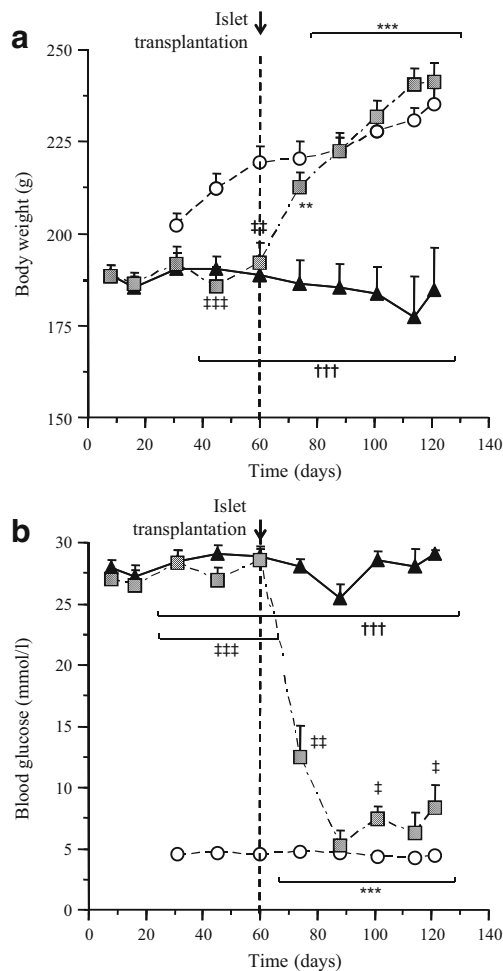 a
Islet
transplantation
***
250
225
200
175
150
Body weight (g)
‡‡
**
‡‡‡
†††
0 20 40 60 80 100 120 140
Time (days)
b
Islet
transplantation
30
25
20
15
10
5
0
Blood glucose (mmol/l)
†††
‡‡‡
‡‡
‡
‡
***
0 20 40 60 80 100 120 140
Time (days)